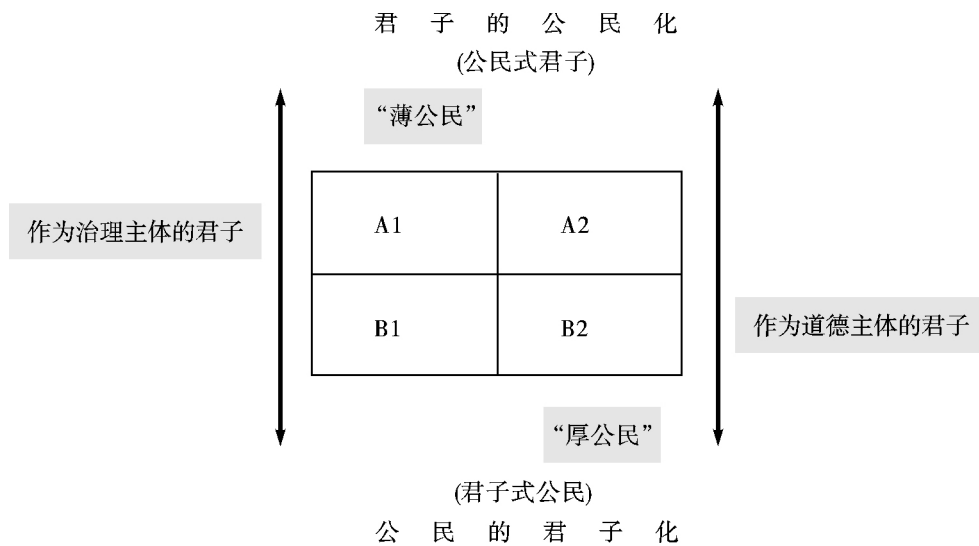 君子的公民化
(公民式君子)
“薄公民”
作为治理主体的君子
A1
A2
B1
B2
作为道德主体的君子
“厚公民”
(君子式公民)
公民的君子化